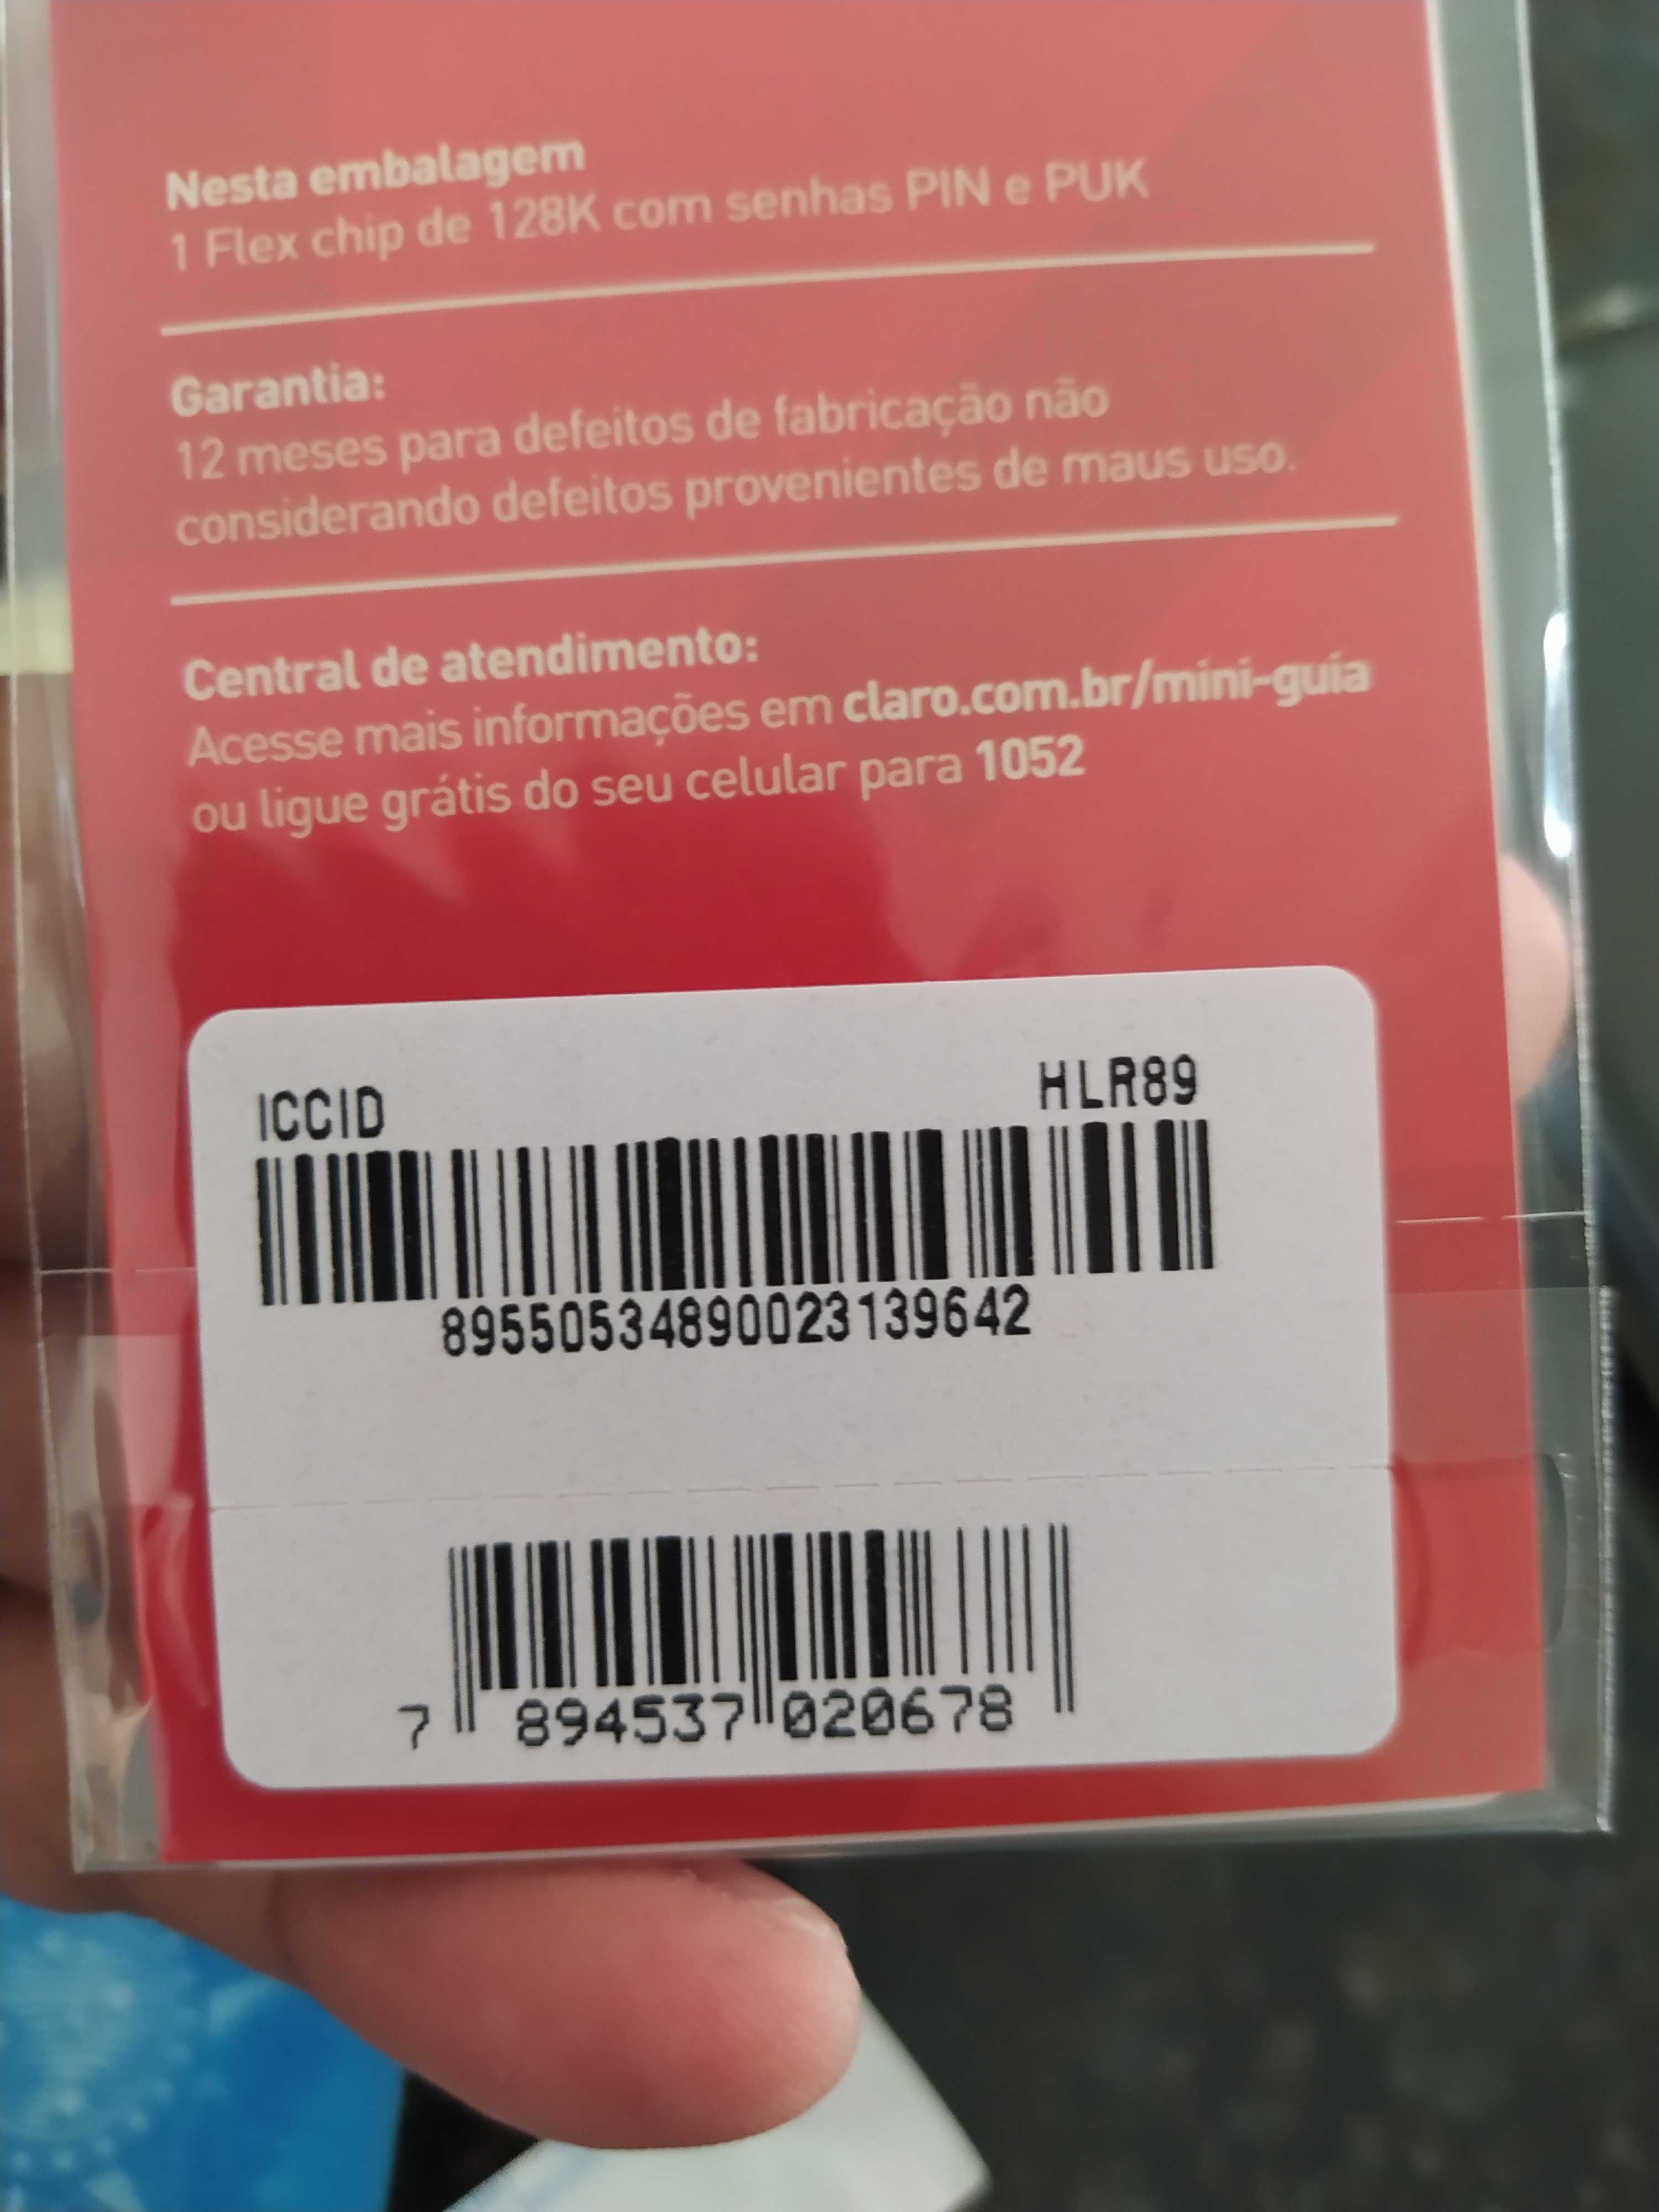 Nesta embalagem
1 Flex chip de 128K com senhas PIN e PUK
Garantia:
12 meses para defeitos de fabricação não
considerando defeitos provenientes de maus uso.
Central de atendimento:
Acesse mais informações em claro.com.br/mini-guia
ou ligue grátis do seu celular para 1052
ICCID HLR89
89550534890023139642
7 894537 020678